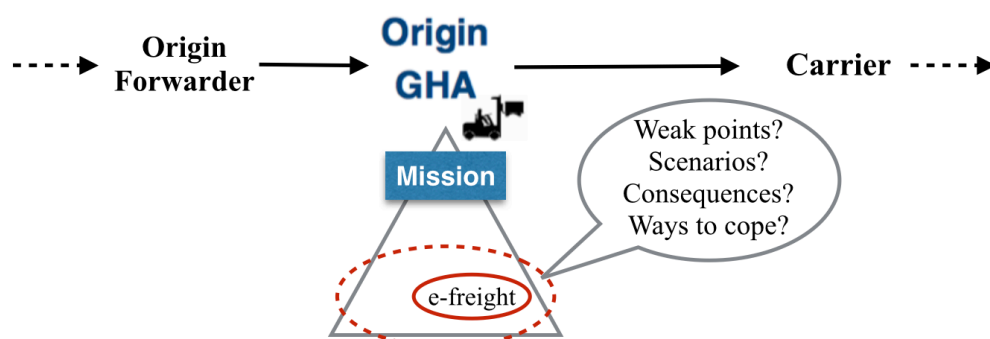 Origin
Forwarder
Origin
GHA
Carrier
Mission
Weak points?
Scenarios?
Consequences?
Ways to cope?
e-freight